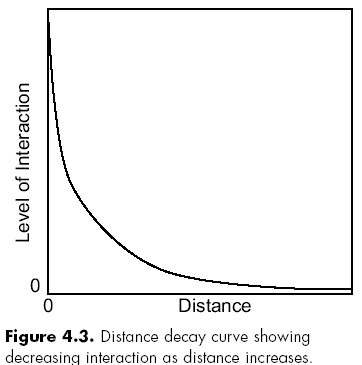 Level of Interaction
0
0
Distance
Figure 4.3. Distance decay curve showing
decreasing interaction as distance increases.